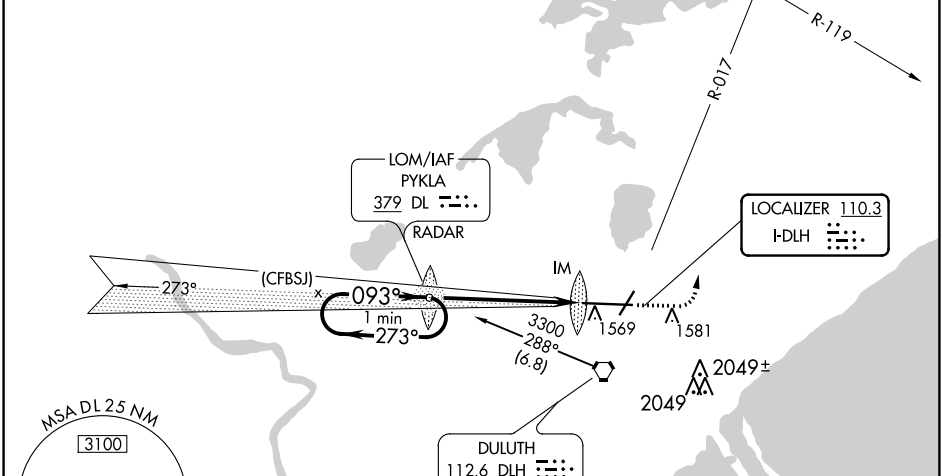 R-119
R-017
LOM/IAF
PYKLA
379 DL
RADAR
LOCALIZER 110.3
I-DLH
(CFBSJ)
273°
x
093°
1 min
273°
IM
1569
1581
3300
288°
(6.8)
2049±
2049
MSA DL 25 NM
3100
DULUTH
112.6 DLH